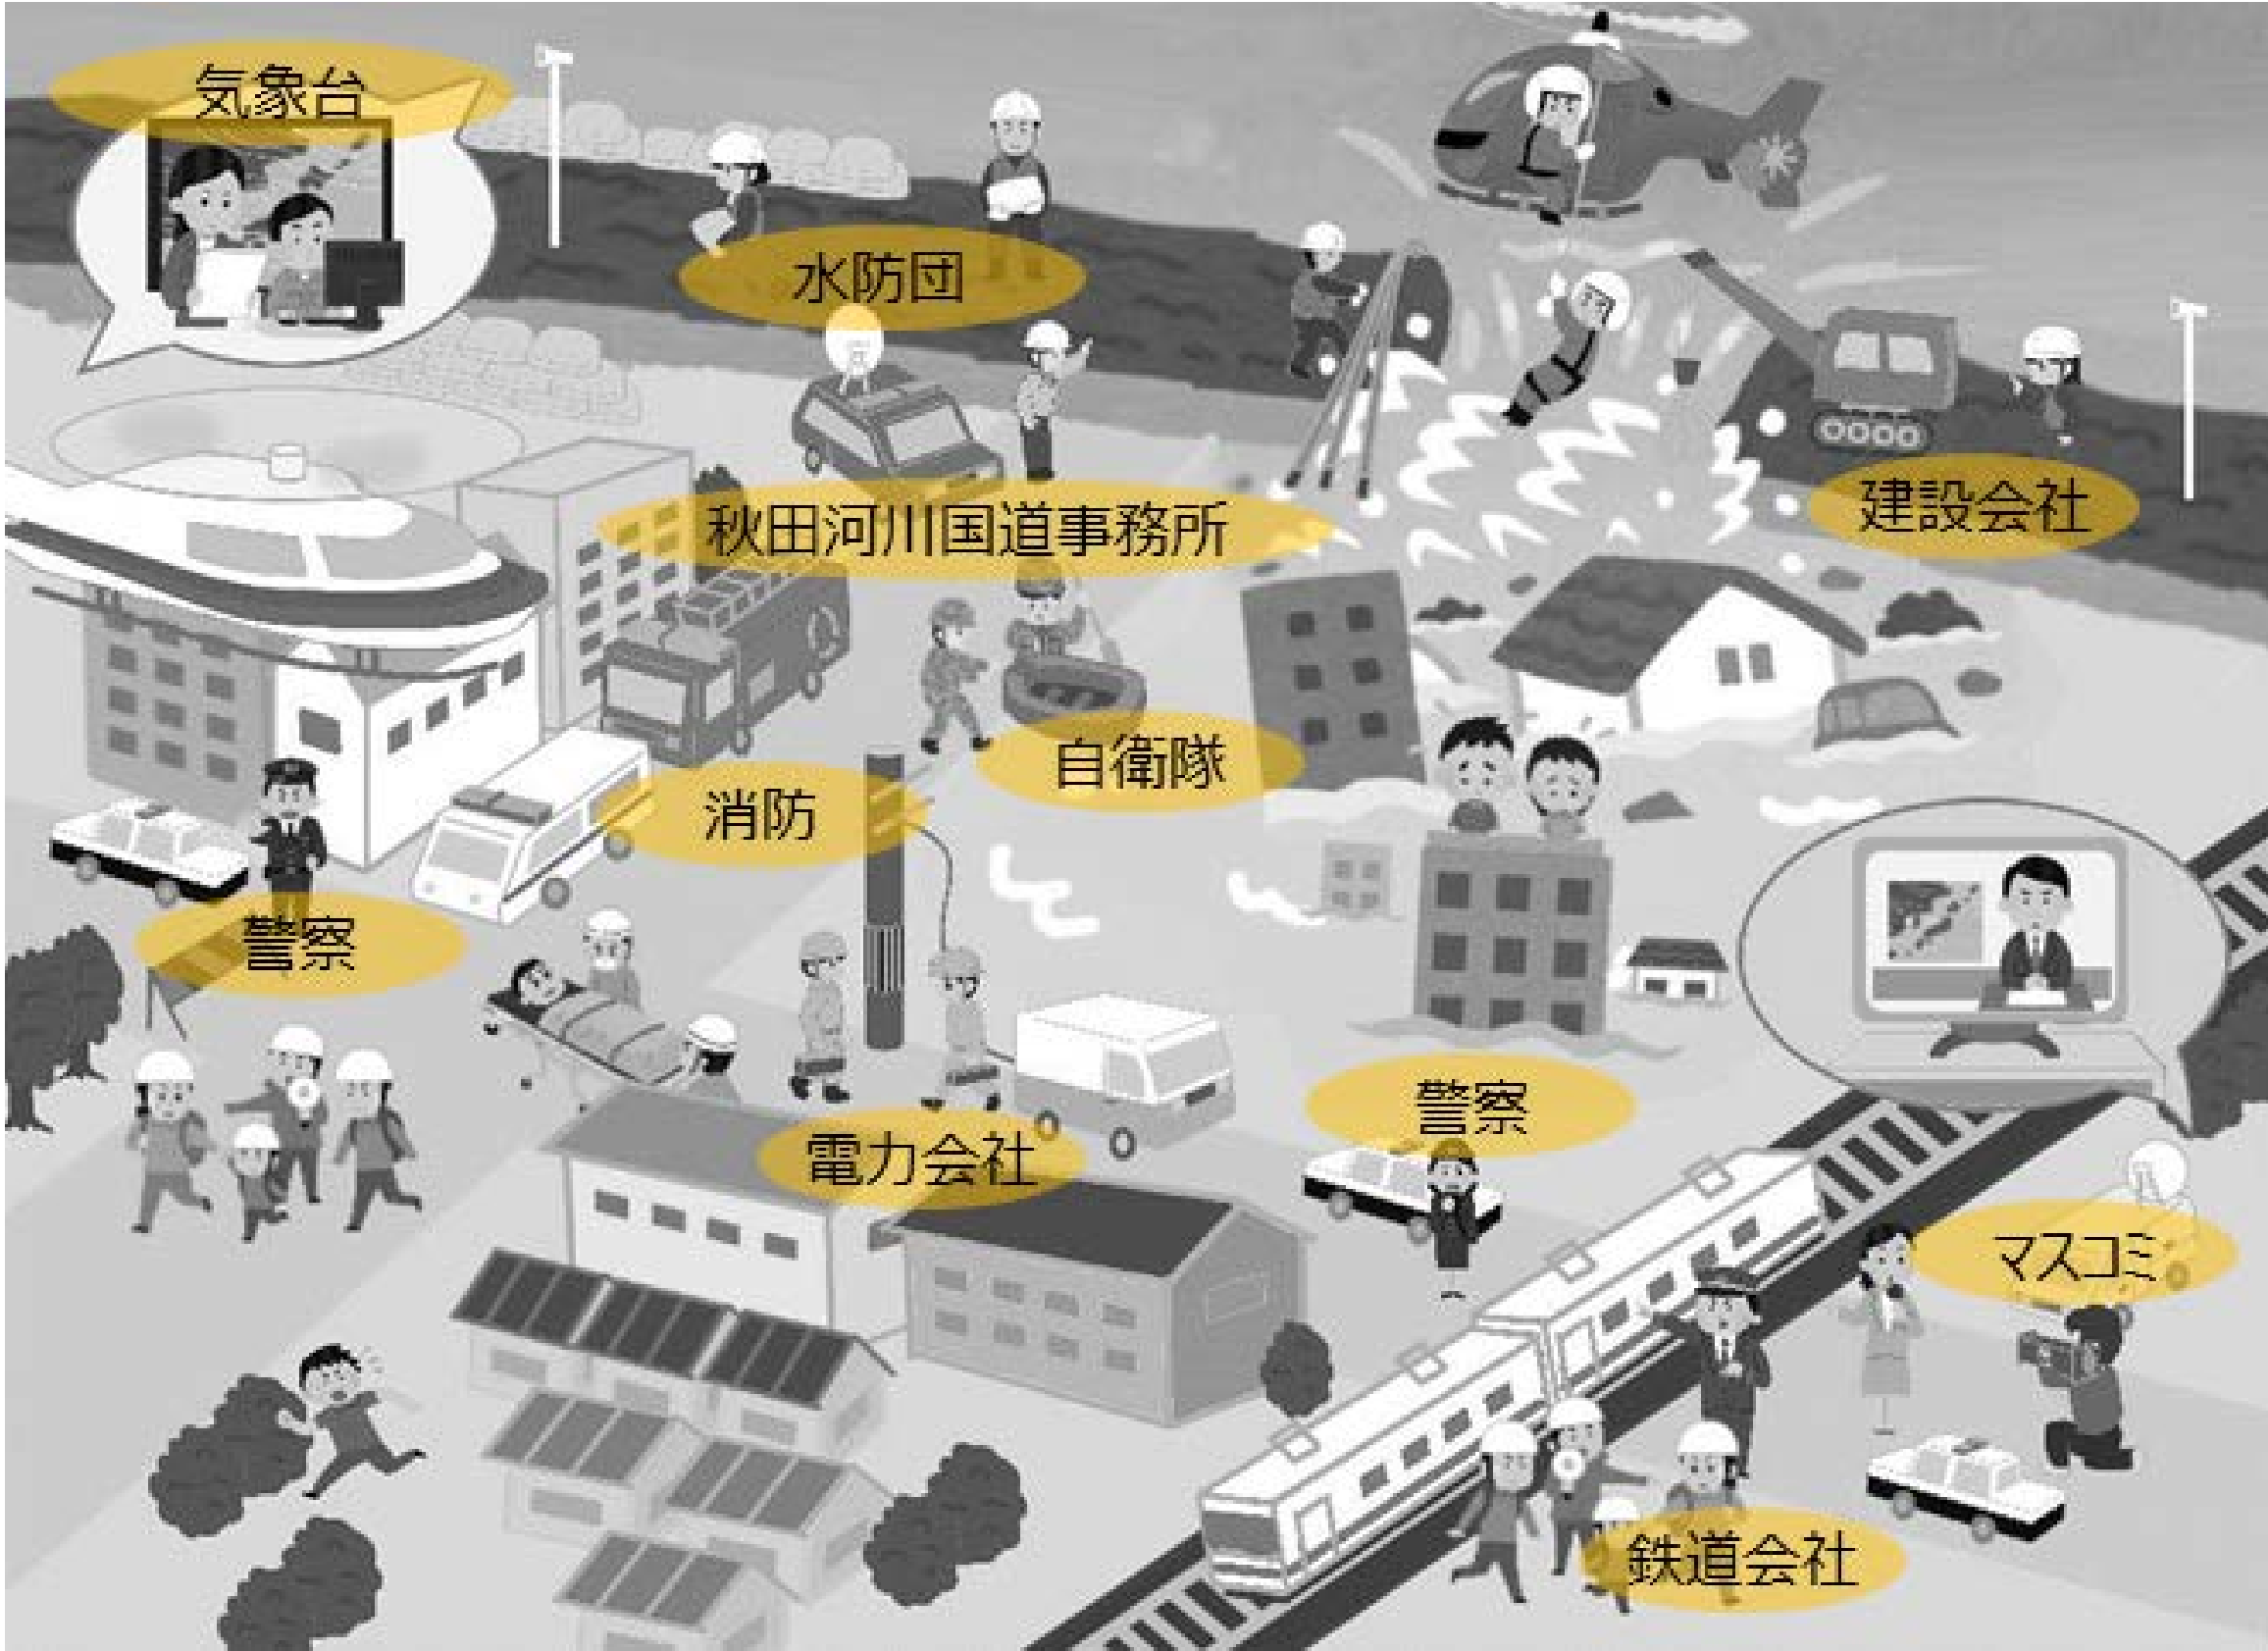 気象台
水防団
建設会社
秋田河川国道事務所
自衛隊
消防
警察
警察
電力会社
マスコミ
鉄道会社